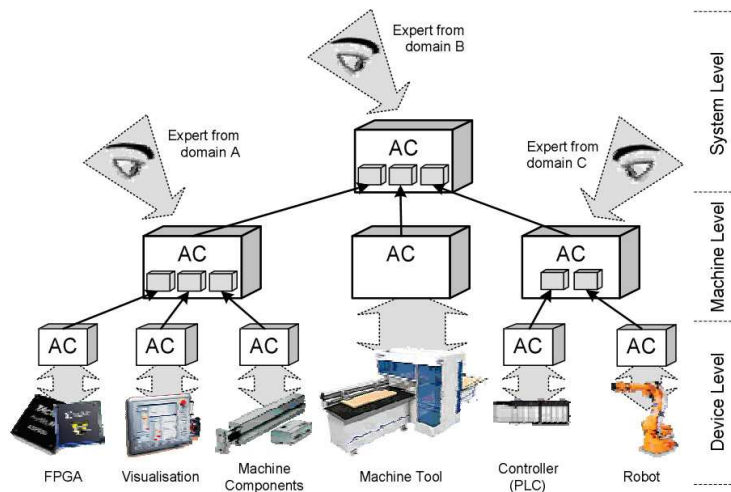 Expert from
domain B
Expert from
domain A
Expert from
domain C
AC
AC
AC
AC
AC
AC
AC
AC
AC
FPGA
Visualisation
Machine
Components
Machine Tool
Controller
(PLC)
Robot
System Level
Machine Level
Device Level